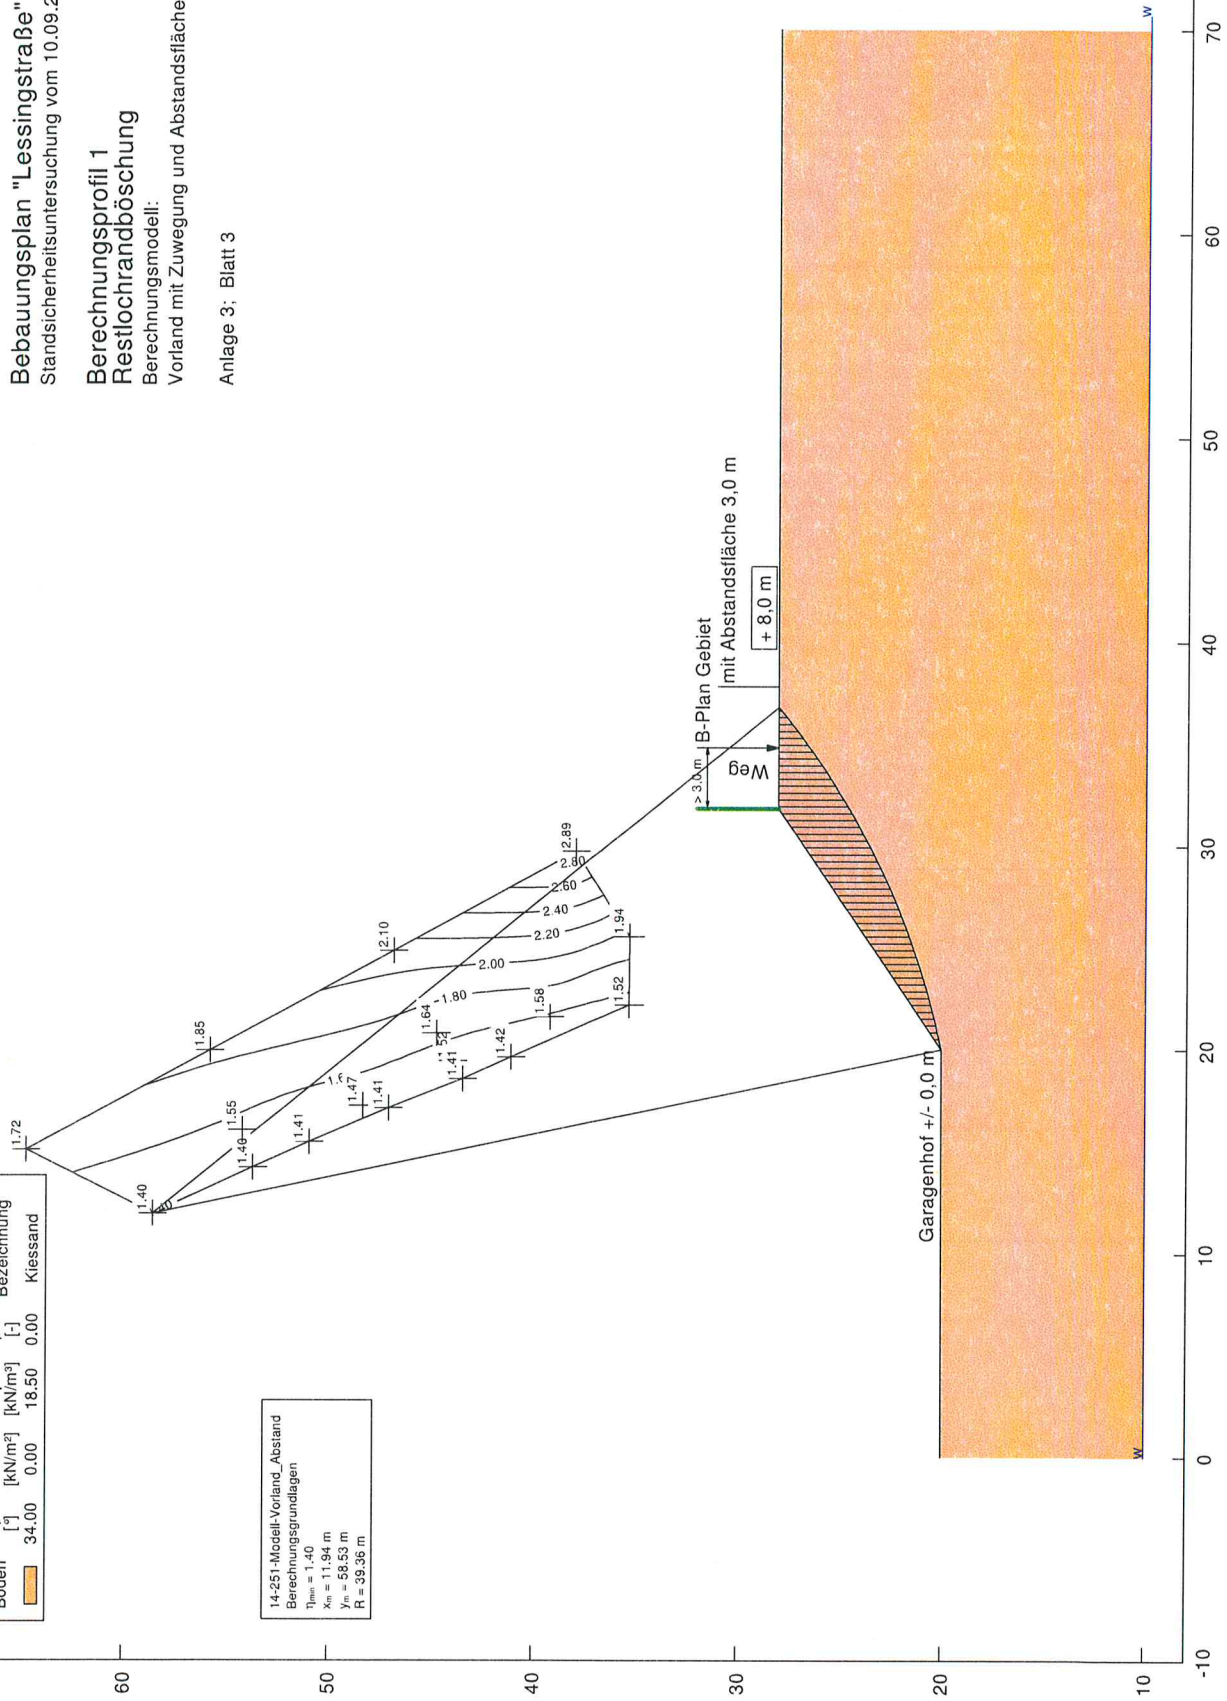 Bebauungsplan "Lessingstraße"
Standsicherheitsuntersuchung vom 10.09.2
Berechnungsprofil 1
Restlochrandböschung
Berechnungsmodell:
Vorland mit Zuwegung und Abstandsfläche
Anlage 3; Blatt 3
Boden [°] [kN/m²] [kN/m³] [-] Bezeichnung
34.00 0.00 18.50 0.00 Kiessand
14-251-Modell-Vorland_Abstand
Berechnungsgrundlagen
ηmin = 1.40
xm = 11.94 m
ym = 58.53 m
R = 39.36 m
1.72
1.85
2.10
2.89
2.80
2.60
2.40
2.20
2.00
1.80
1.94
1.52
1.58
1.64
1.52
1.42
1.41
1.41
1.47
1.41
1.55
1.40
1.40
> 3.0 m
B-Plan Gebiet
mit Abstandsfläche 3,0 m
Weg
+ 8,0 m
Garagenhof +/- 0,0 m
w
w
60
50
40
30
20
10
-10
0
10
20
30
40
50
60
70